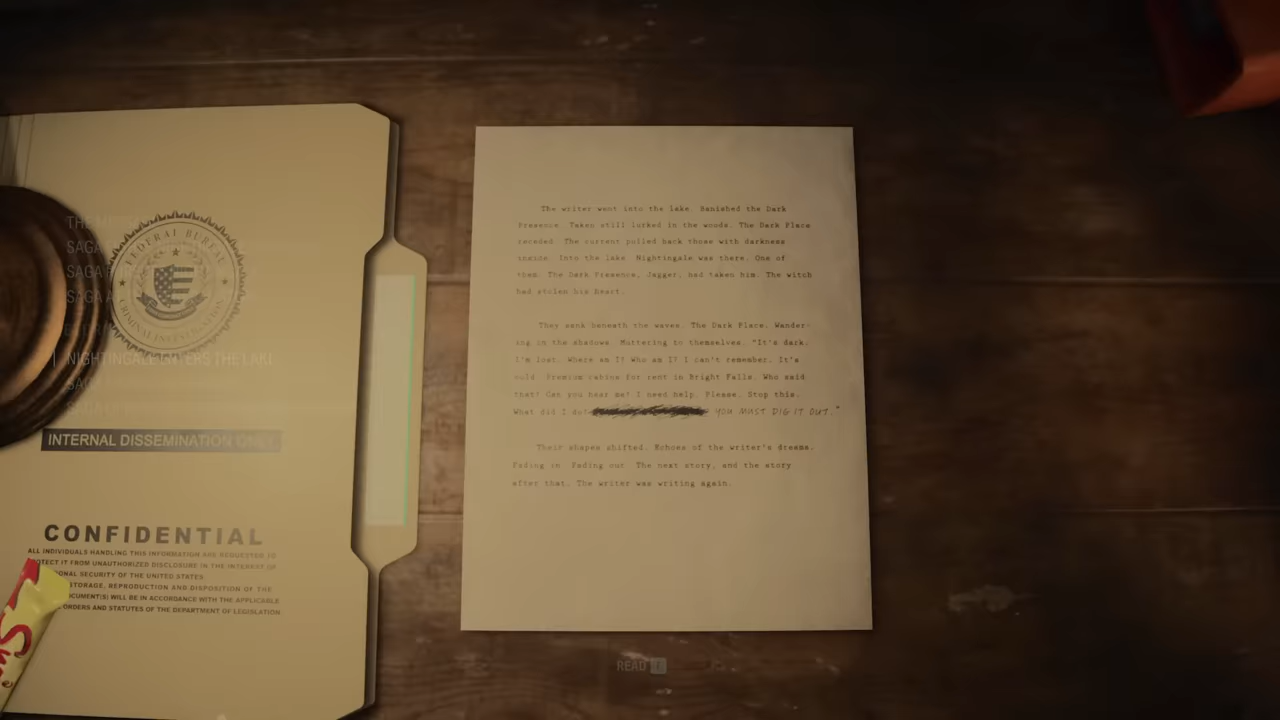 FEDERAL BUREAU
CRIMINAL INVESTIGATION
SAGA
SAGA
SAGA
NIGHTINGALE ENTERS THE LAKE
SAGA
INTERNAL DISSEMINATION ONLY
CONFIDENTIAL
ALL INDIVIDUALS HANDLING THIS INFORMATION ARE REQUESTED TO
PROTECT IT FROM UNAUTHORIZED DISCLOSURE IN THE INTEREST OF
ONAL SECURITY OF THE UNITED STATES
STORAGE, REPRODUCTION AND DISPOSITION OF THE
DOCUMENT(S) WILL BE IN ACCORDANCE WITH THE APPLICABLE
ORDERS AND STATUTES OF THE DEPARTMENT OF LEGISLATION.
The writer went into the lake. Banished the Dark
Presence. Taken still lurked in the woods. The Dark Place
receded. The current pulled back those with darkness
inside. Into the lake. Nightingale was there. One of
them. The Dark Presence, Jagger, had taken him. The witch
had stolen his heart.
They sank beneath the waves. The Dark Place. Wander-
ing in the shadows. Muttering to themselves. "It's dark.
I'm lost. Where am I? Who am I? I can't remember. It's
cold. Premium cabins for rent in Bright Falls. Who said
that? Can you hear me? I need help. Please. Stop this.
What did I do? YOU MUST DIG IT OUT."
Their shapes shifted. Echoes of the writer's dreams.
Fading in. Fading out. The next story, and the story
after that. The writer was writing again.
READ